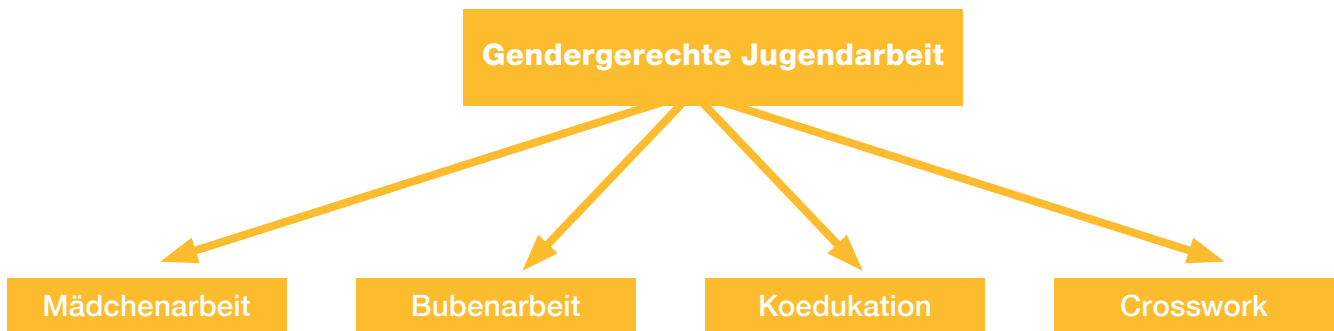 Gendergerechte Jugendarbeit
Mädchenarbeit
Bubenarbeit
Koedukation
Crosswork